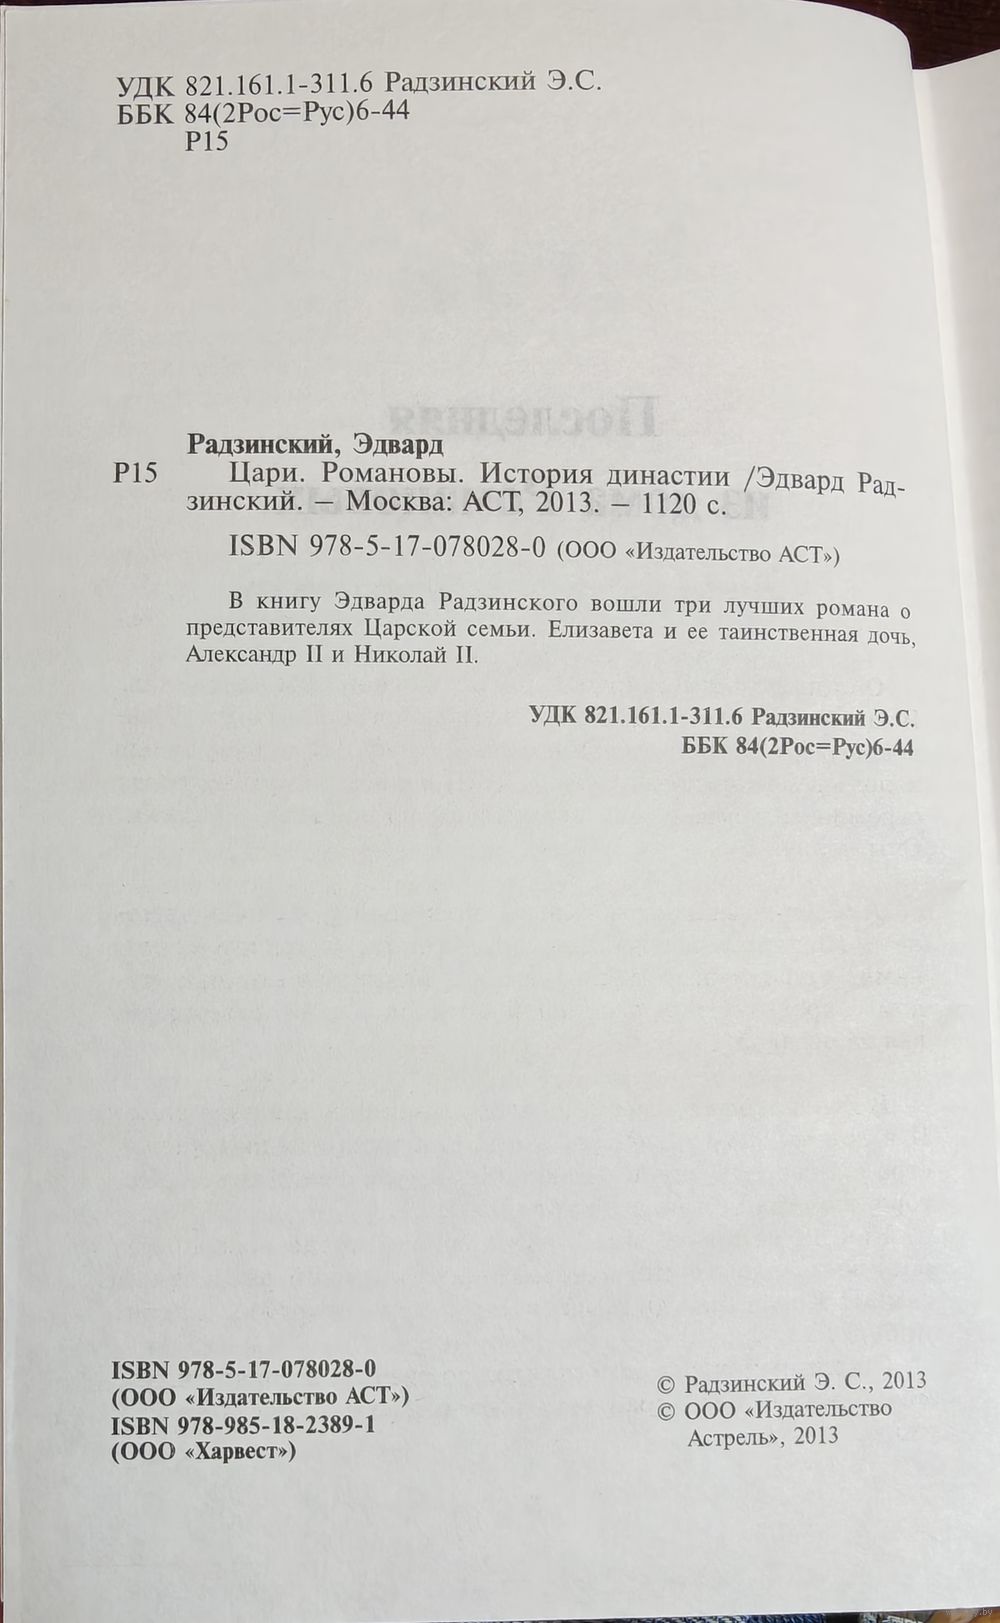 УДК 821.161.1-311.6 Радзинский Э.С.
ББК 84(2Рос=Рус)6-44
Р15
Радзинский, Эдвард
Р15 Цари. Романовы. История династии /Эдвард Рад-
зинский. – Москва: АСТ, 2013. – 1120 с.
ISBN 978-5-17-078028-0 (ООО «Издательство АСТ»)
В книгу Эдварда Радзинского вошли три лучших романа о
представителях Царской семьи. Елизавета и ее таинственная дочь,
Александр II и Николай II.
УДК 821.161.1-311.6 Радзинский Э.С.
ББК 84(2Рос=Рус)6-44
ISBN 978-5-17-078028-0
(ООО «Издательство АСТ»)
ISBN 978-985-18-2389-1
(ООО «Харвест»)
© Радзинский Э. С., 2013
© ООО «Издательство
Астрель», 2013